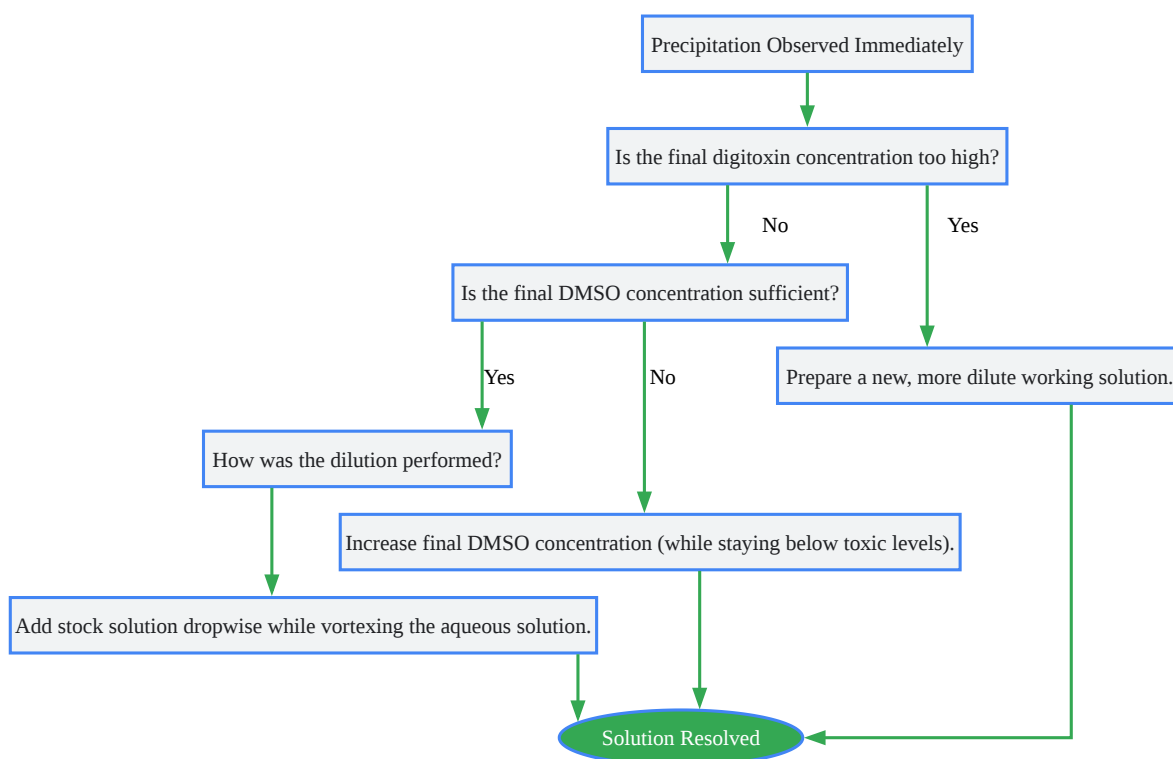 Precipitation Observed Immediately
Is the final digitoxin concentration too high?
No
Yes
Is the final DMSO concentration sufficient?
Yes
No
Prepare a new, more dilute working solution.
How was the dilution performed?
Increase final DMSO concentration (while staying below toxic levels).
Add stock solution dropwise while vortexing the aqueous solution.
Solution Resolved